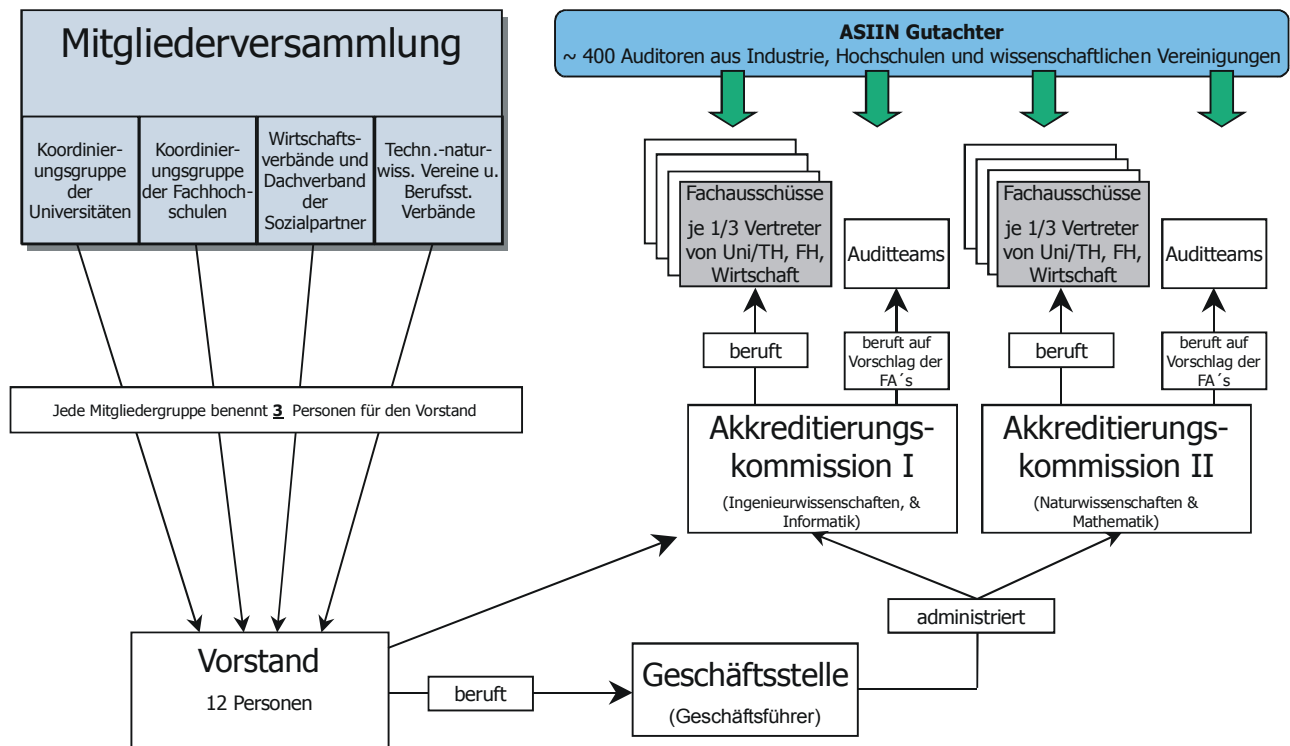 Mitgliederversammlung
Koordinier-
ungsgruppe
der
Universitäten
Koordinier-
ungsgruppe
der Fachhoch-
schulen
Wirtschafts-
verbände und
Dachverband
der
Sozialpartner
Techn.-natur-
wiss. Vereine u.
Berufsst.
Verbände
Jede Mitgliedergruppe benennt 3 Personen für den Vorstand
Vorstand
12 Personen
beruft
Geschäftsstelle
(Geschäftsführer)
administriert
ASIIN Gutachter
~ 400 Auditoren aus Industrie, Hochschulen und wissenschaftlichen Vereinigungen
Fachausschüsse
je 1/3 Vertreter
von Uni/TH, FH,
Wirtschaft
Auditteams
beruft
beruft auf
Vorschlag der
FA´s
Akkreditierungs-
kommission I
(Ingenieurwissenschaften, &
Informatik)
Fachausschüsse
je 1/3 Vertreter
von Uni/TH, FH,
Wirtschaft
Auditteams
beruft
beruft auf
Vorschlag der
FA´s
Akkreditierungs-
kommission II
(Naturwissenschaften &
Mathematik)